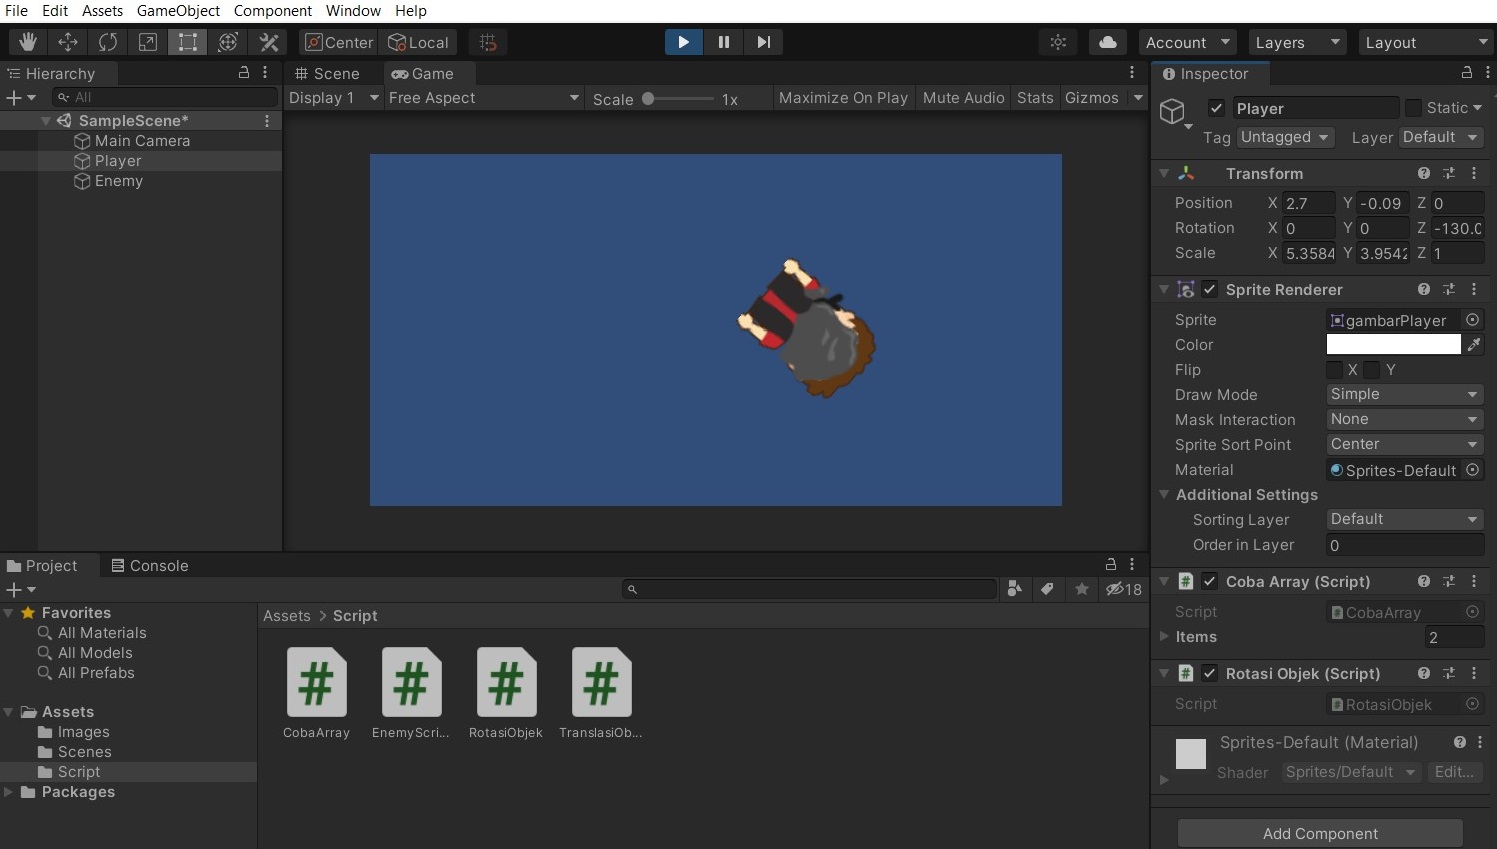 File Edit Assets GameObject Component Window Help
Center Local Account Layers Layout
Hierarchy
All
SampleScene*
Main Camera
Player
Enemy
Scene Game
Display 1 Free Aspect Scale 1x Maximize On Play Mute Audio Stats Gizmos
Inspector
Player Static
Tag Untagged Layer Default
Transform
Position X 2.7 Y -0.09 Z 0
Rotation X 0 Y 0 Z -130.0
Scale X 5.3584 Y 3.9542 Z 1
Sprite Renderer
Sprite gambarPlayer
Color
Flip X Y
Draw Mode Simple
Mask Interaction None
Sprite Sort Point Center
Material Sprites-Default
Additional Settings
Sorting Layer Default
Order in Layer 0
# Coba Array (Script)
Script # CobaArray
Items 2
# Rotasi Objek (Script)
Script # RotasiObjek
Sprites-Default (Material)
Shader Sprites/Default Edit...
Add Component
Project Console
18
Favorites
All Materials
All Models
All Prefabs
Assets
Images
Scenes
Script
Packages
Assets > Script
# # # #
CobaArray EnemyScri... RotasiObjek TranslasiOb...